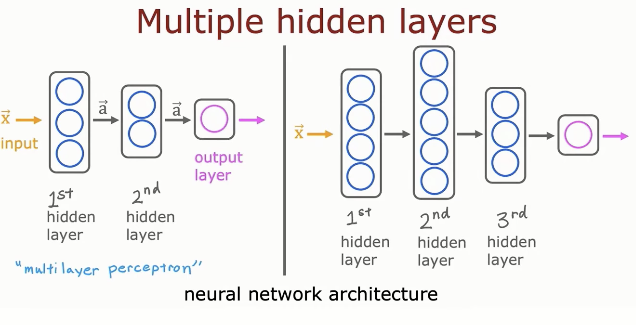 Multiple hidden layers
x⃗
input
a⃗
a⃗
output
layer
1st
hidden
layer
2nd
hidden
layer
"multilayer perceptron"
x⃗
1st
hidden
layer
2nd
hidden
layer
3rd
hidden
layer
neural network architecture